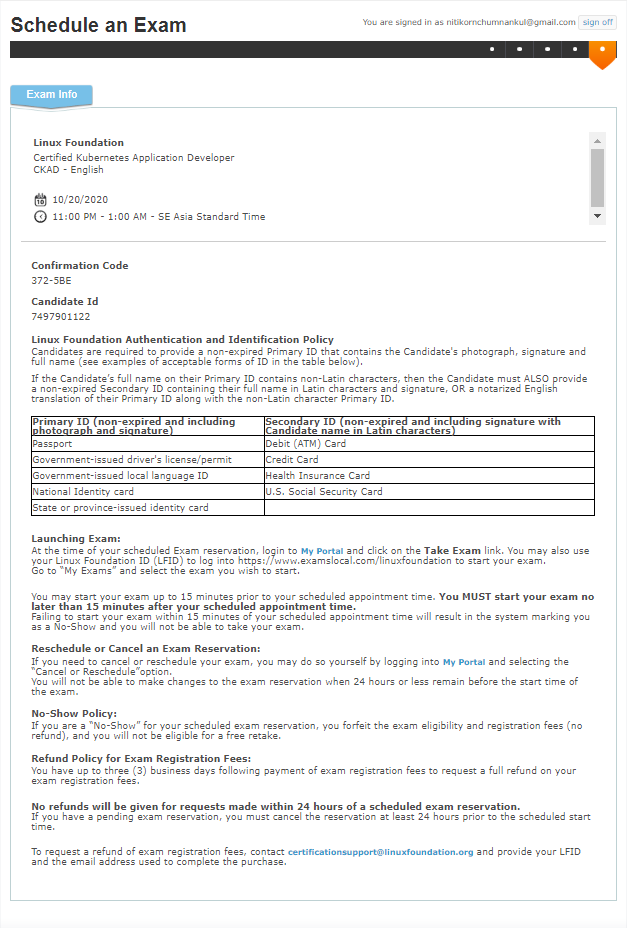 Schedule an Exam
You are signed in as nitikornchumnankul@gmail.com sign off
Exam Info
Linux Foundation
Certified Kubernetes Application Developer
CKAD - English
10/20/2020
11:00 PM - 1:00 AM - SE Asia Standard Time
Confirmation Code
372-5BE
Candidate Id
7497901122
Linux Foundation Authentication and Identification Policy
Candidates are required to provide a non-expired Primary ID that contains the Candidate's photograph, signature and
full name (see examples of acceptable forms of ID in the table below).
If the Candidate's full name on their Primary ID contains non-Latin characters, then the Candidate must ALSO provide
a non-expired Secondary ID containing their full name in Latin characters and signature, OR a notarized English
translation of their Primary ID along with the non-Latin character Primary ID.
Primary ID (non-expired and including
photograph and signature)
Secondary ID (non-expired and including signature with
Candidate name in Latin characters)
Passport
Debit (ATM) Card
Government-issued driver's license/permit
Credit Card
Government-issued local language ID
Health Insurance Card
National Identity card
U.S. Social Security Card
State or province-issued identity card
Launching Exam:
At the time of your scheduled Exam reservation, login to My Portal and click on the Take Exam link. You may also use
your Linux Foundation ID (LFID) to log into https://www.examslocal.com/linuxfoundation to start your exam.
Go to "My Exams" and select the exam you wish to start.
You may start your exam up to 15 minutes prior to your scheduled appointment time. You MUST start your exam no
later than 15 minutes after your scheduled appointment time.
Failing to start your exam within 15 minutes of your scheduled appointment time will result in the system marking you
as a No-Show and you will not be able to take your exam.
Reschedule or Cancel an Exam Reservation:
If you need to cancel or reschedule your exam, you may do so yourself by logging into My Portal and selecting the
"Cancel or Reschedule"option.
You will not be able to make changes to the exam reservation when 24 hours or less remain before the start time of
the exam.
No-Show Policy:
If you are a "No-Show" for your scheduled exam reservation, you forfeit the exam eligibility and registration fees (no
refund), and you will not be eligible for a free retake.
Refund Policy for Exam Registration Fees:
You have up to three (3) business days following payment of exam registration fees to request a full refund on your
exam registration fees.
No refunds will be given for requests made within 24 hours of a scheduled exam reservation.
If you have a pending exam reservation, you must cancel the reservation at least 24 hours prior to the scheduled start
time.
To request a refund of exam registration fees, contact certificationsupport@linuxfoundation.org and provide your LFID
and the email address used to complete the purchase.